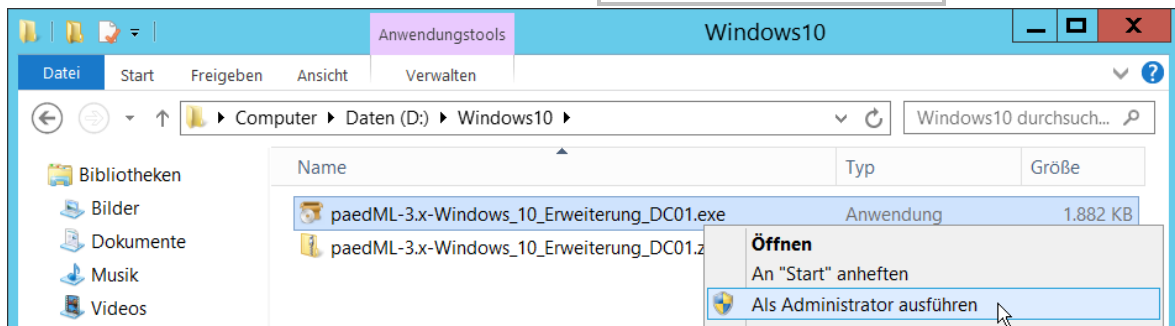 Anwendungstools
Windows10
Datei Start Freigeben Ansicht Verwalten
Computer Daten (D:) Windows10
Windows10 durchsuch...
Bibliotheken
Bilder
Dokumente
Musik
Videos
Name Typ Größe
paedML-3.x-Windows_10_Erweiterung_DC01.exe Anwendung 1.882 KB
paedML-3.x-Windows_10_Erweiterung_DC01.z
Öffnen
An "Start" anheften
Als Administrator ausführen